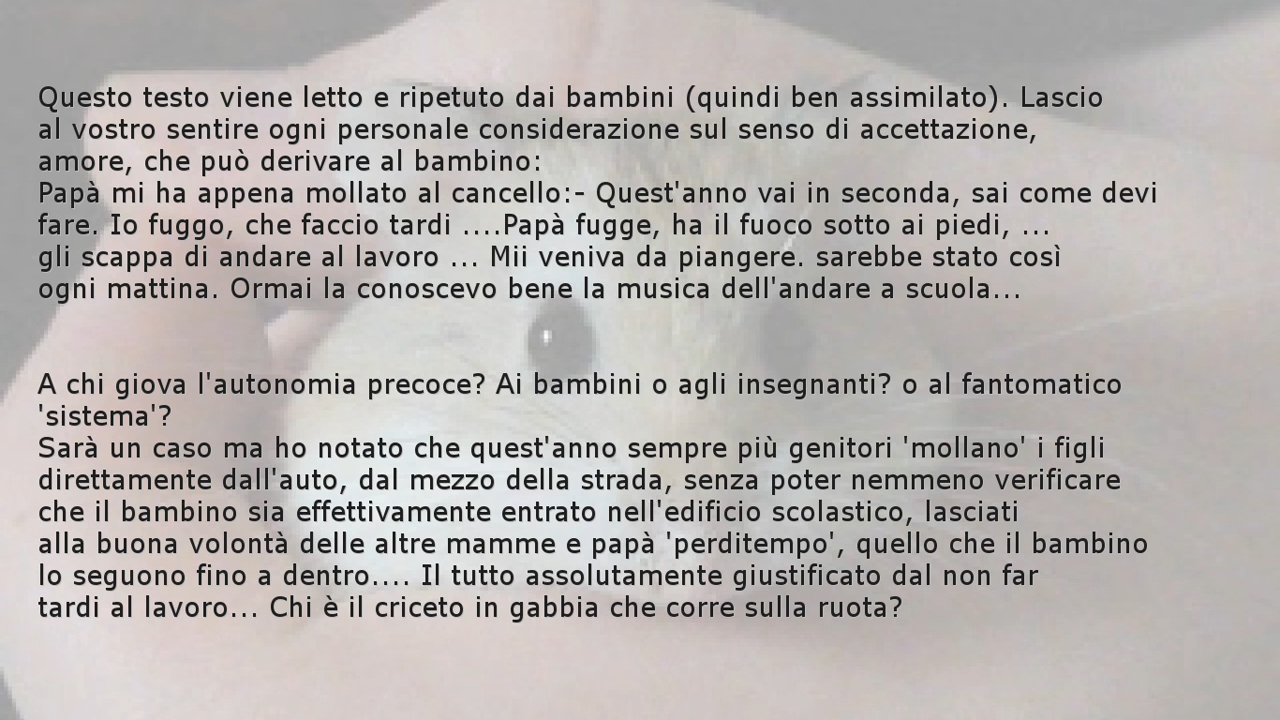 Questo testo viene letto e ripetuto dai bambini (quindi ben assimilato). Lascio
al vostro sentire ogni personale considerazione sul senso di accettazione,
amore, che può derivare al bambino:
Papà mi ha appena mollato al cancello:- Quest'anno vai in seconda, sai come devi
fare. Io fuggo, che faccio tardi ....Papà fugge, ha il fuoco sotto ai piedi, ...
gli scappa di andare al lavoro ... Mii veniva da piangere. sarebbe stato così
ogni mattina. Ormai la conoscevo bene la musica dell'andare a scuola...
A chi giova l'autonomia precoce? Ai bambini o agli insegnanti? o al fantomatico
'sistema'?
Sarà un caso ma ho notato che quest'anno sempre più genitori 'mollano' i figli
direttamente dall'auto, dal mezzo della strada, senza poter nemmeno verificare
che il bambino sia effettivamente entrato nell'edificio scolastico, lasciati
alla buona volontà delle altre mamme e papà 'perditempo', quello che il bambino
lo seguono fino a dentro.... Il tutto assolutamente giustificato dal non far
tardi al lavoro... Chi è il criceto in gabbia che corre sulla ruota?